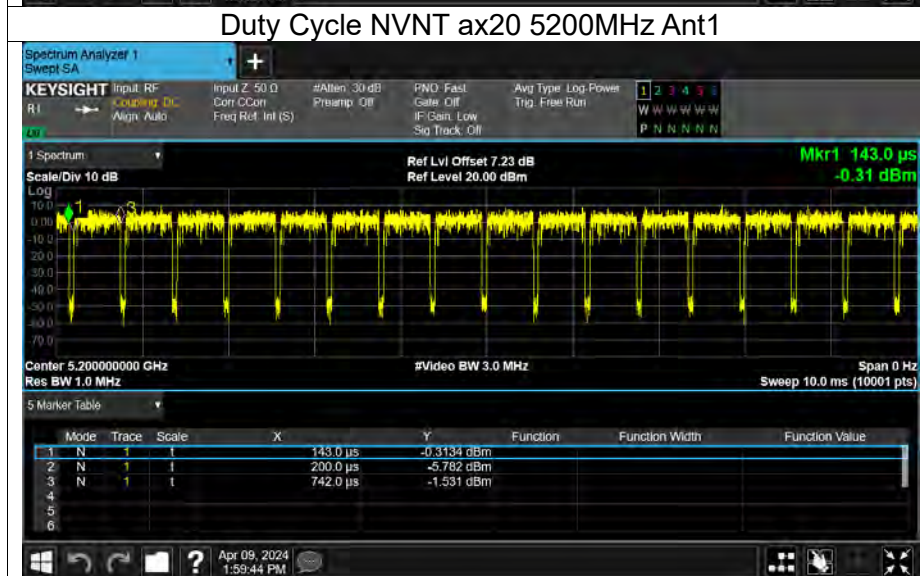 Duty Cycle NVNT ax20 5200MHz Ant1
Spectrum Analyzer 1
Swept SA
+
KEYSIGHT Input: RF Input Z: 50 Ω #Atten: 30 dB PNO: Fast Avg Type: Log-Power 1 2 3 4 5 6
Coupling: DC Corr CCorr Preamp: Off Gate: Off Trig: Free Run W W W W W W
Align: Auto Freq Ref: Int (S) IF Gain: Low P N N N N N
Sig Track: Off
1 Spectrum Ref Lvl Offset 7.23 dB Mkr1 143.0 µs
Scale/Div 10 dB Ref Level 20.00 dBm -0.31 dBm
Log
10.0
0.00
-10.0
-20.0
-30.0
-40.0
-50.0
-60.0
-70.0
1 3
Center 5.200000000 GHz #Video BW 3.0 MHz Span 0 Hz
Res BW 1.0 MHz Sweep 10.0 ms (10001 pts)
5 Marker Table
Mode Trace Scale X Y Function Function Width Function Value
1 N 1 t 143.0 µs -0.3134 dBm
2 N 1 t 200.0 µs -5.782 dBm
3 N 1 t 742.0 µs -1.531 dBm
4
5
6
? Apr 09, 2024
1:59:44 PM